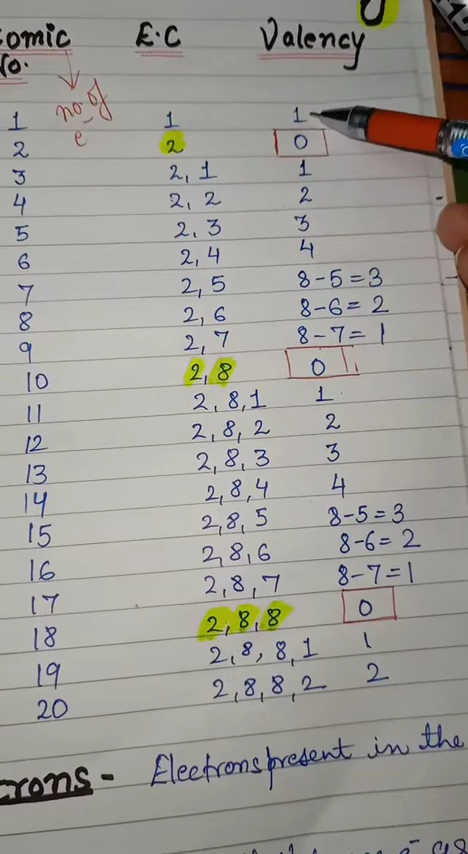 omic E.C Valency
No.
no. of
e-
1 1 1
2 2 0
3 2, 1 1
4 2, 2 2
5 2, 3 3
6 2, 4 4
7 2, 5 8-5=3
8 2, 6 8-6=2
9 2, 7 8-7=1
10 2, 8 0
11 2, 8, 1 1
12 2, 8, 2 2
13 2, 8, 3 3
14 2, 8, 4 4
15 2, 8, 5 8-5=3
16 2, 8, 6 8-6=2
17 2, 8, 7 8-7=1
18 2, 8, 8 0
19 2, 8, 8, 1 1
20 2, 8, 8, 2 2
crons - Electrons present in the